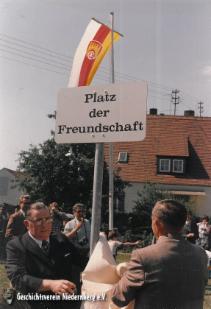 Platz
der
Freundschaft
Geschichtsverein Niedernberg e.V.